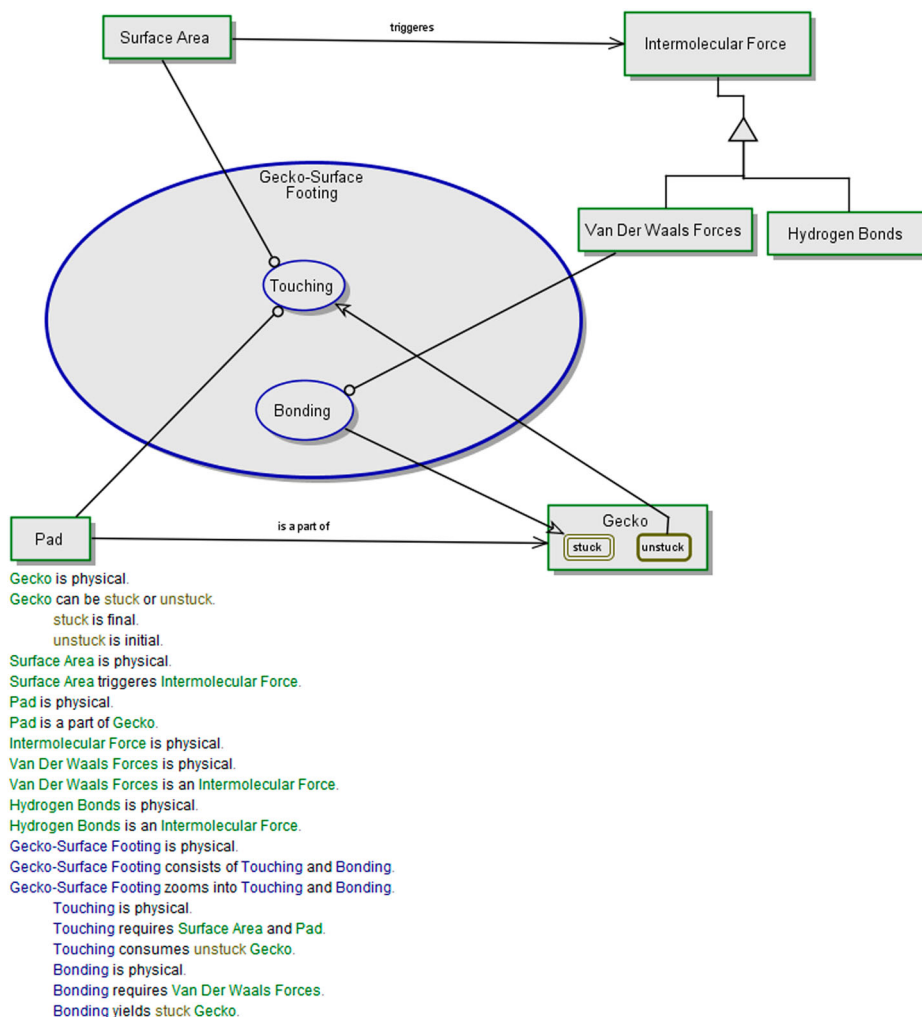 Surface Area
triggeres
Intermolecular Force
Gecko-Surface
Footing
Van Der Waals Forces
Hydrogen Bonds
Touching
Bonding
Pad
is a part of
Gecko
stuck
unstuck
Gecko is physical.
Gecko can be stuck or unstuck.
stuck is final.
unstuck is initial.
Surface Area is physical.
Surface Area triggeres Intermolecular Force.
Pad is physical.
Pad is a part of Gecko.
Intermolecular Force is physical.
Van Der Waals Forces is physical.
Van Der Waals Forces is an Intermolecular Force.
Hydrogen Bonds is physical.
Hydrogen Bonds is an Intermolecular Force.
Gecko-Surface Footing is physical.
Gecko-Surface Footing consists of Touching and Bonding.
Gecko-Surface Footing zooms into Touching and Bonding.
Touching is physical.
Touching requires Surface Area and Pad.
Touching consumes unstuck Gecko.
Bonding is physical.
Bonding requires Van Der Waals Forces.
Bonding yields stuck Gecko.